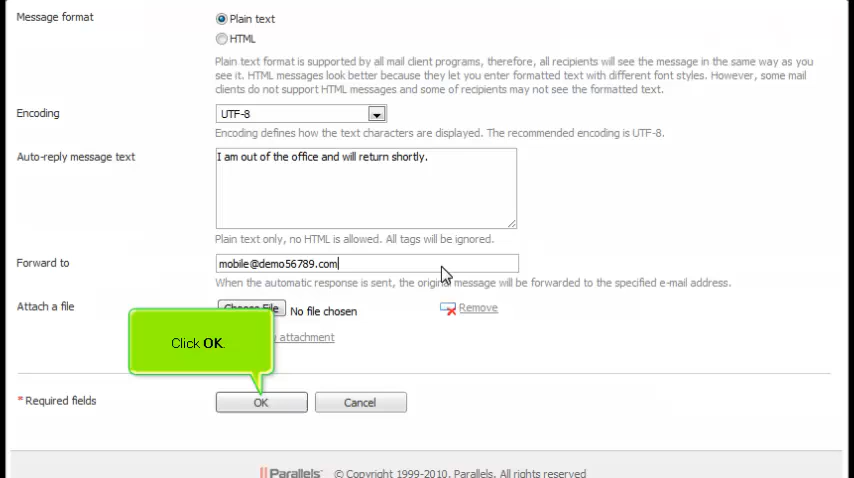 Message format
Plain text
HTML
Plain text format is supported by all mail client programs, therefore, all recipients will see the message in the same way as you
see it. HTML messages look better because they let you enter formatted text with different font styles. However, some mail
clients do not support HTML messages and some of recipients may not see the formatted text.
Encoding
UTF-8
Encoding defines how the text characters are displayed. The recommended encoding is UTF-8.
Auto-reply message text
I am out of the office and will return shortly.
Plain text only, no HTML is allowed. All tags will be ignored.
Forward to
mobile@demo56789.com
When the automatic response is sent, the original message will be forwarded to the specified e-mail address.
Attach a file
Choose File No file chosen
Remove
Click OK.
attachment
* Required fields
OK
Cancel
Parallels © Copyright 1999-2010. Parallels. All rights reserved